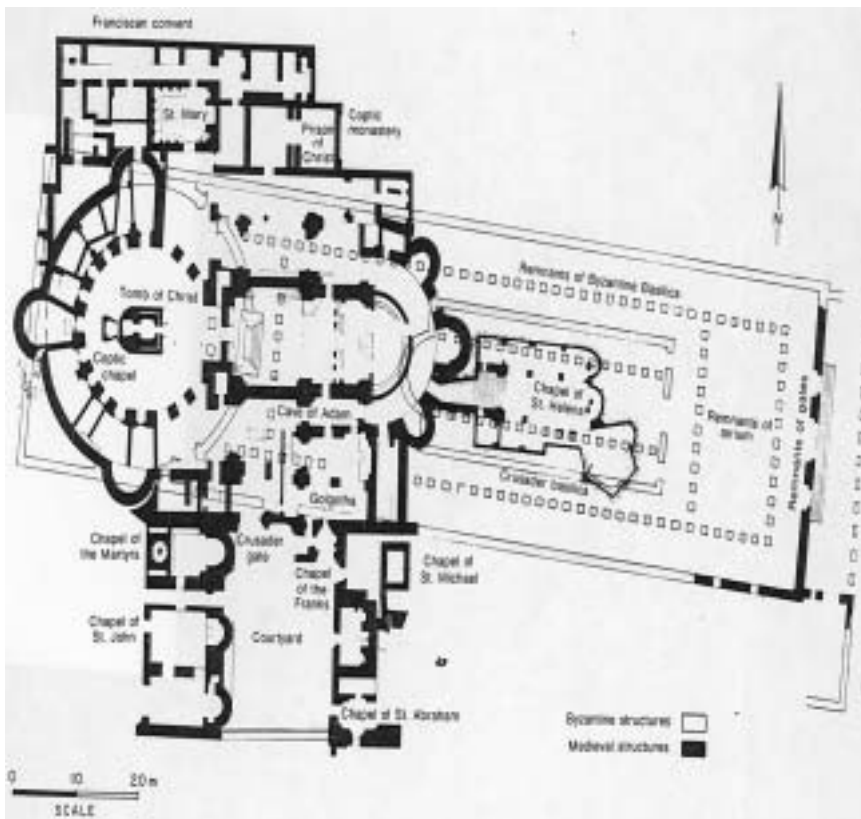 Franciscan convent
St. Mary
Prison
of
Christ
Coptic
monastery
N
Remnants of Byzantine Basilica
Tomb of Christ
Coptic
chapel
Chapel of
St. Helena
Remnants of
atrium
Remnants of gates
Cave of Adam
Golgotha
Crusader basilica
Chapel of
the Martyrs
Crusader
gate
Chapel
of the
Franks
Chapel of
St. Michael
Chapel of
St. John
Courtyard
Chapel of St. Abraham
Byzantine structures
Medieval structures
0 10 20 m
SCALE